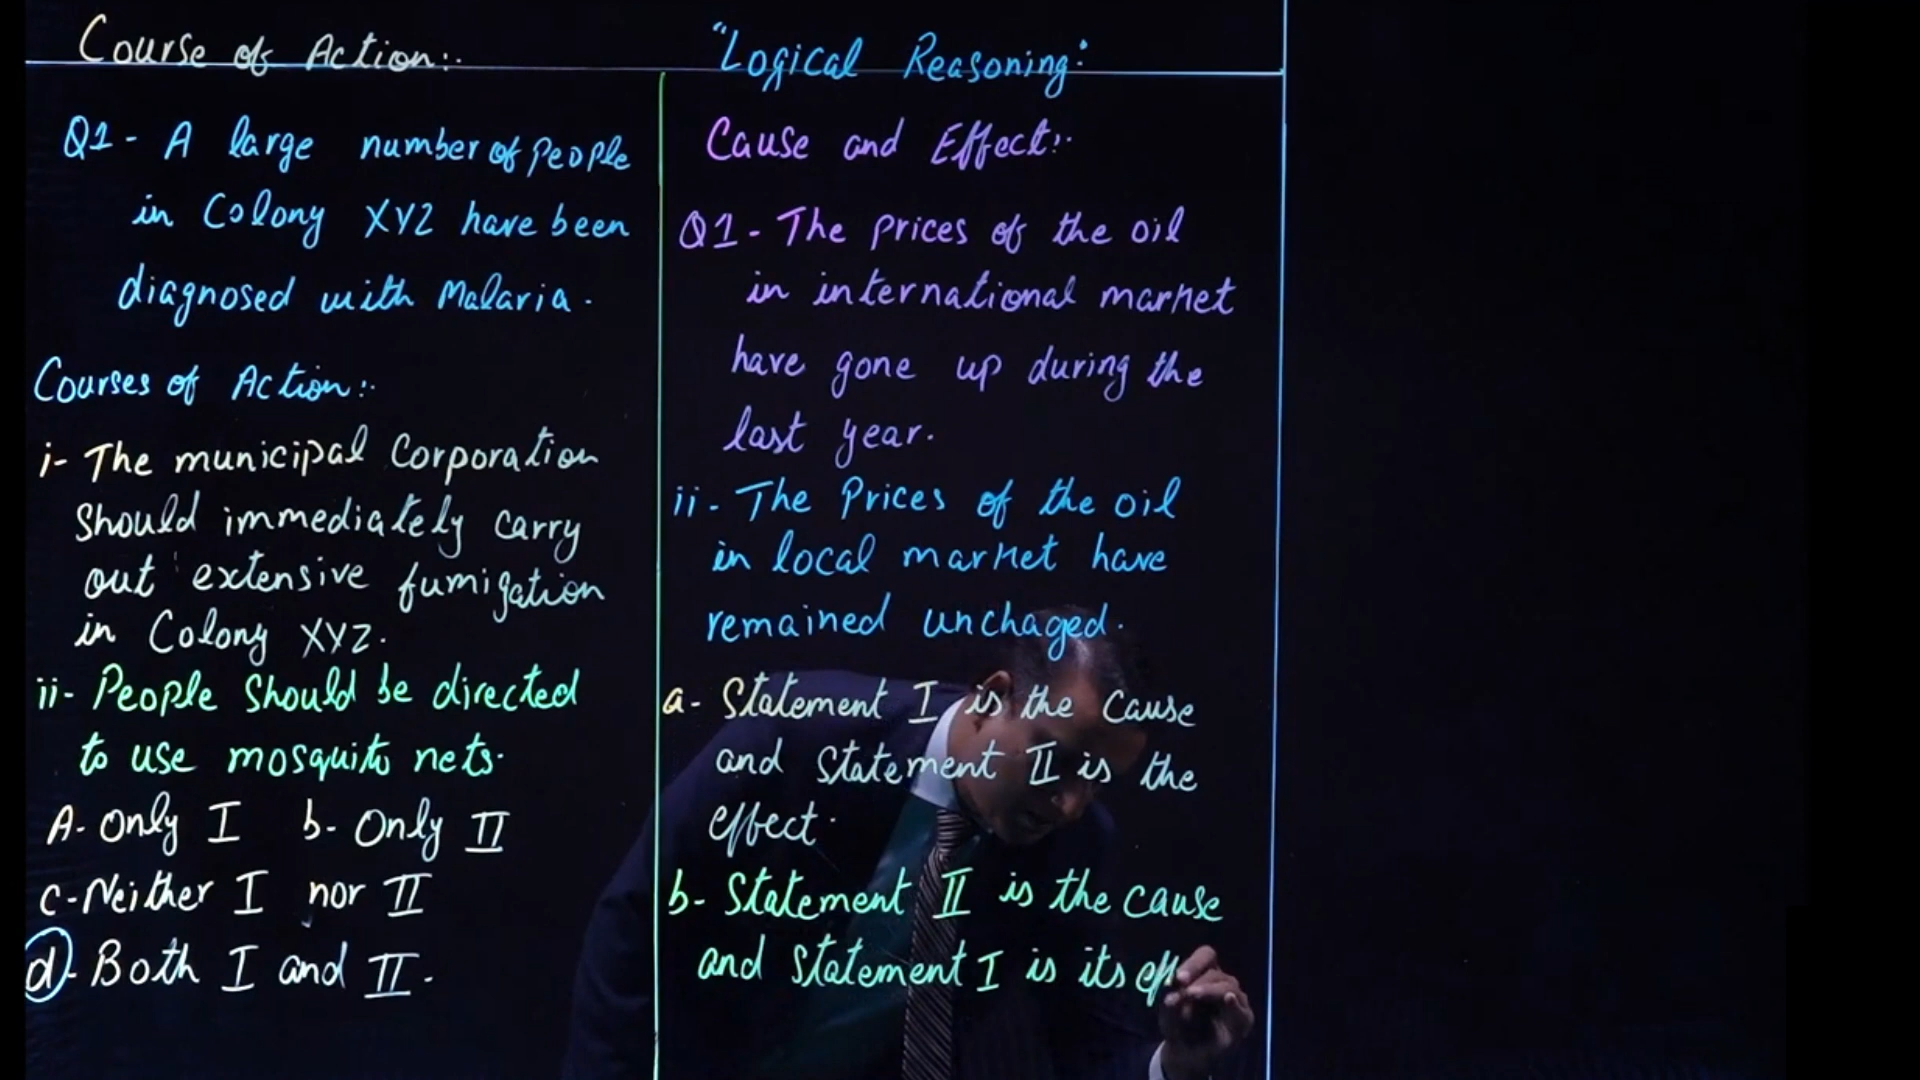 Course of Action:.
Q1- A large number of people
in Colony XYZ have been
diagnosed with Malaria.
Courses of Action:.
i- The municipal Corporation
should immediately carry
out extensive fumigation
in Colony XYZ.
ii- People should be directed
to use mosquito nets.
A- Only I b- Only II
c- Neither I nor II
d- Both I and II.
"Logical Reasoning:
Cause and Effect:.
Q1- The prices of the oil
in international market
have gone up during the
last year.
ii- The Prices of the oil
in local market have
remained unchaged.
a- Statement I is the cause
and statement II is the
effect.
b- Statement II is the cause
and statement I is its eff